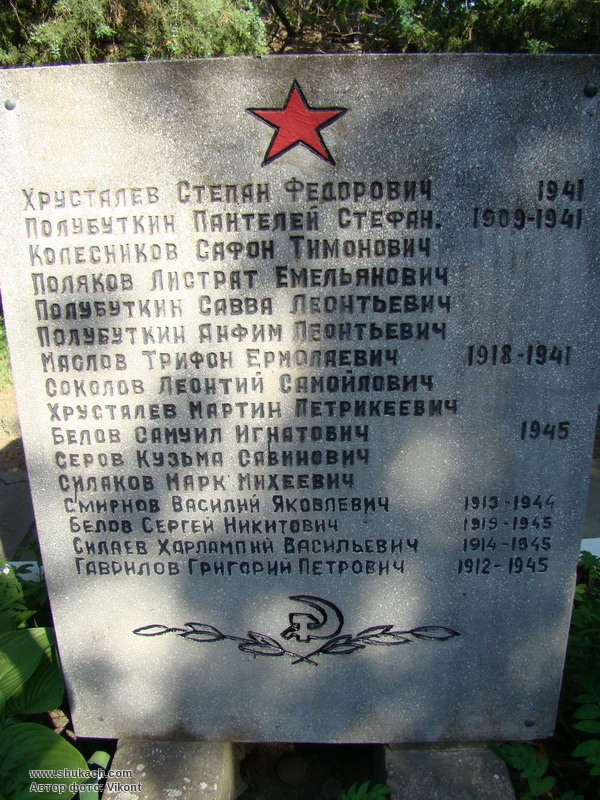 Хрусталев Степан Федорович 1941
Полубуткин Пантелей Стефан. 1909-1941
Колесников Сафон Тимонович
Поляков Листрат Емельянович
Полубуткин Савва Леонтьевич
Полубуткин Анфим Леонтьевич
Маслов Трифон Ермолаевич 1918-1941
Соколов Леонтий Самойлович
Хрусталев Мартин Петрикеевич
Белов Самуил Игнатович 1945
Серов Кузьма Савинович
Силаков Марк Михеевич
Смирнов Василий Яковлевич 1913-1944
Белов Сергей Никитович 1919-1945
Силаев Харлампий Васильевич 1914-1945
Гаврилов Григорий Петрович 1912-1945
www.shukach.com
Автор фото: Vikont